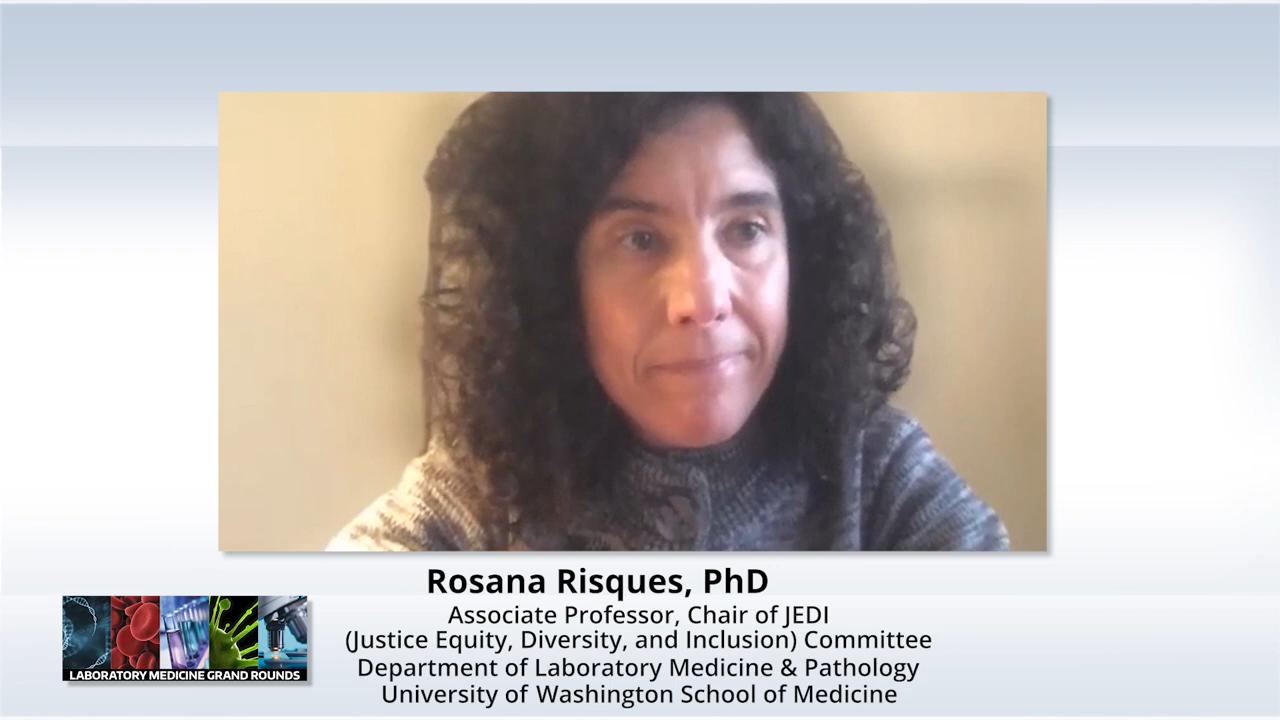 Rosana Risques, PhD
Associate Professor, Chair of JEDI
(Justice Equity, Diversity, and Inclusion) Committee
Department of Laboratory Medicine & Pathology
University of Washington School of Medicine
LABORATORY MEDICINE GRAND ROUNDS